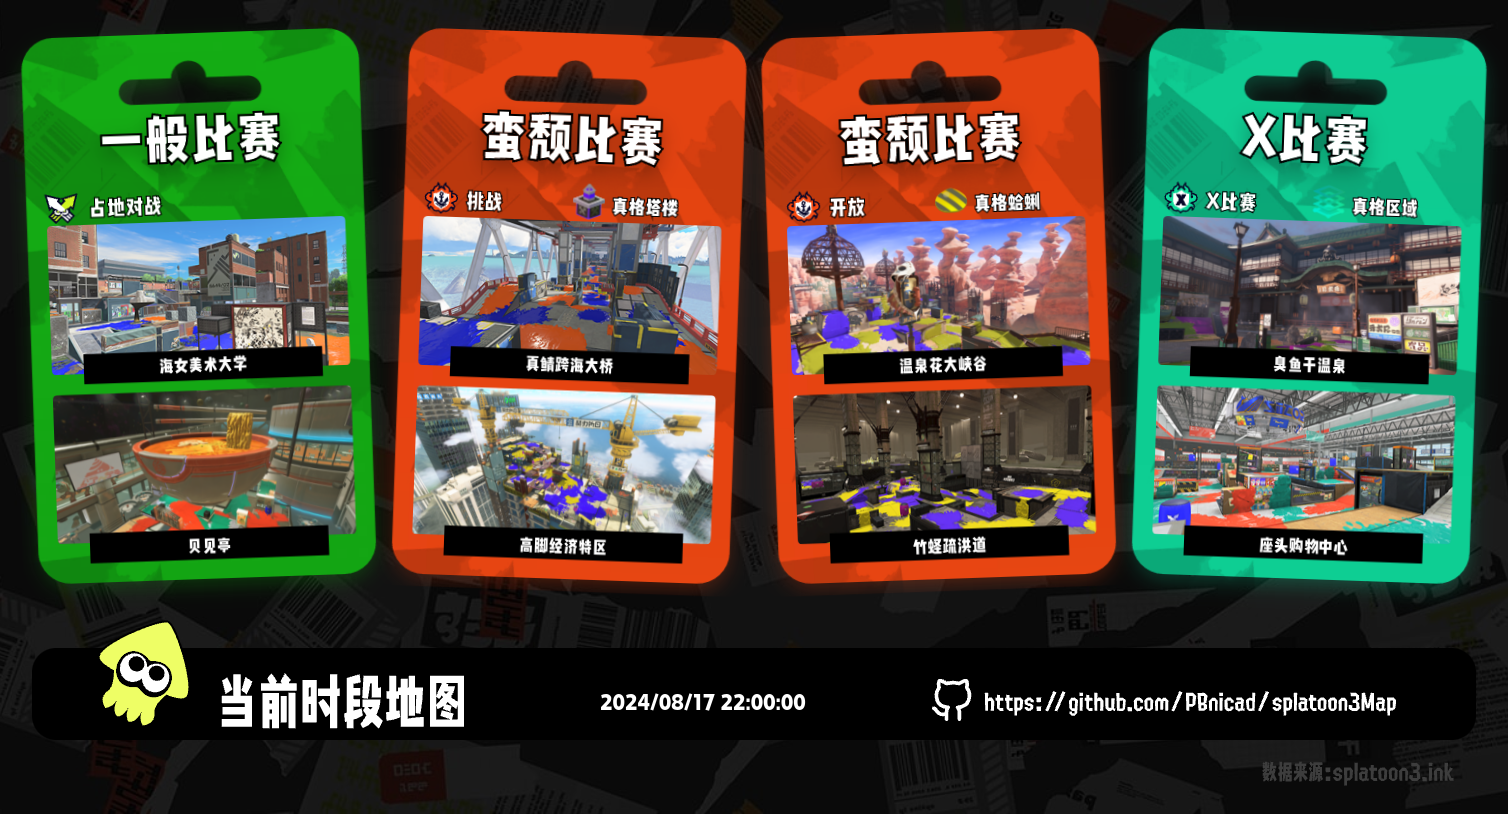 一般比赛
占地对战
海女美术大学
贝见亭
蛮颓比赛
挑战
真格塔楼
真鲭跨海大桥
高脚经济特区
蛮颓比赛
开放
真格蛤蜊
温泉花大峡谷
竹蛏疏洪道
X比赛
X比赛
真格区域
臭鱼干温泉
座头购物中心
当前时段地图
2024/08/17 22:00:00
https://github.com/PBnicad/splatoon3Map
数据来源:splatoon3.ink